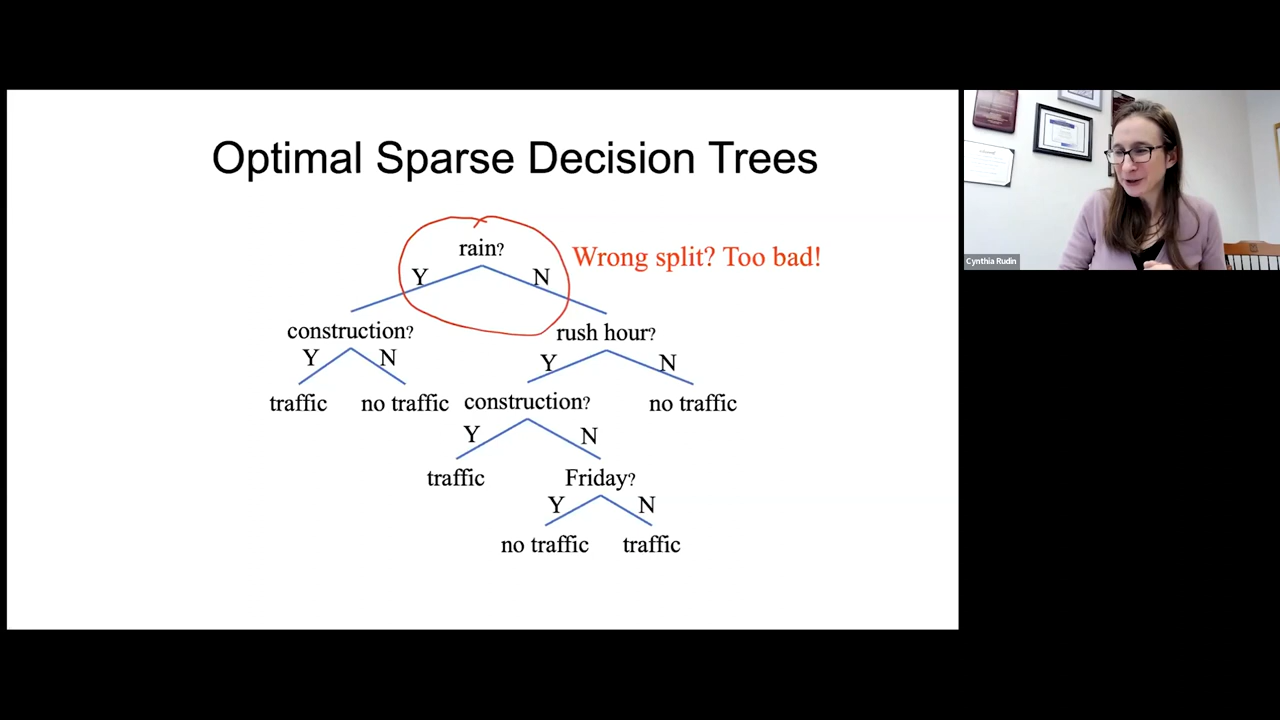 Optimal Sparse Decision Trees
rain?
Wrong split? Too bad!
Y N
construction?
rush hour?
Y N
Y N
traffic
no traffic
construction?
no traffic
Y N
traffic
Friday?
Y N
no traffic
traffic
Cynthia Rudin